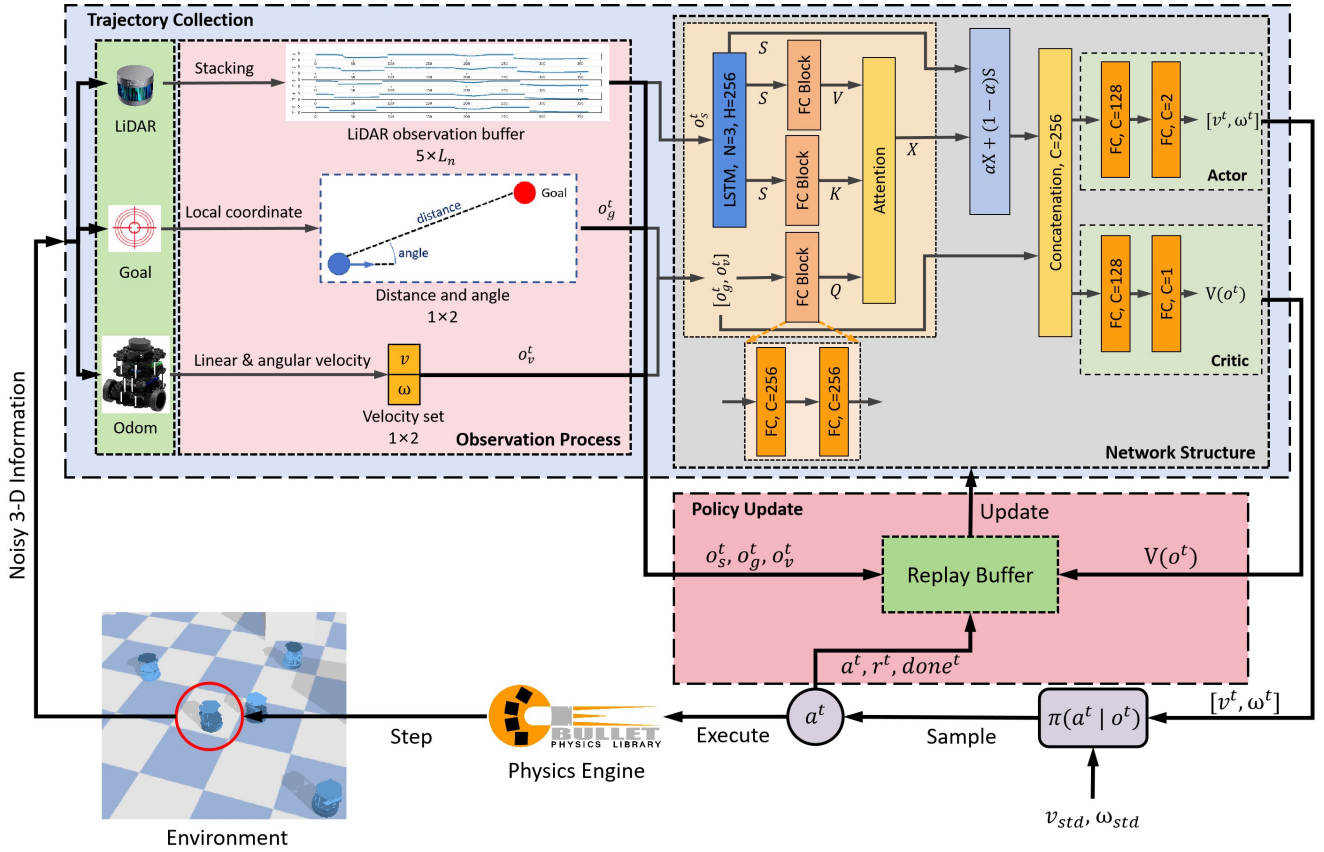 Trajectory Collection
LiDAR
Stacking
LiDAR observation buffer
5×Lₙ
Goal
Local coordinate
distance
angle
Goal
Distance and angle
1×2
Odom
Linear & angular velocity
v
ω
Velocity set
1×2
o_g^t
o_v^t
Observation Process
o_s^t
[o_g^t, o_v^t]
LSTM, N=3, H=256
S
S
S
FC Block
FC Block
FC Block
V
K
Q
Attention
X
αX + (1 − α)S
Concatenation, C=256
FC, C=128
FC, C=2
[v^t, ω^t]
Actor
FC, C=128
FC, C=1
V(o^t)
Critic
FC, C=256
FC, C=256
Network Structure
Policy Update
Update
o_s^t, o_g^t, o_v^t
Replay Buffer
V(o^t)
a^t, r^t, done^t
Noisy 3-D Information
Environment
Step
BULLET
PHYSICS LIBRARY
Physics Engine
Execute
a^t
Sample
π(a^t | o^t)
[v^t, ω^t]
v_std, ω_std